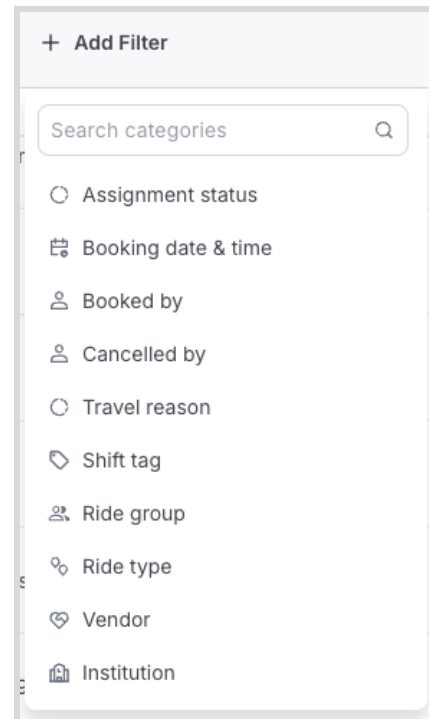 Add Filter
Search categories
Assignment status
Booking date & time
Booked by
Cancelled by
Travel reason
Shift tag
Ride group
Ride type
Vendor
Institution